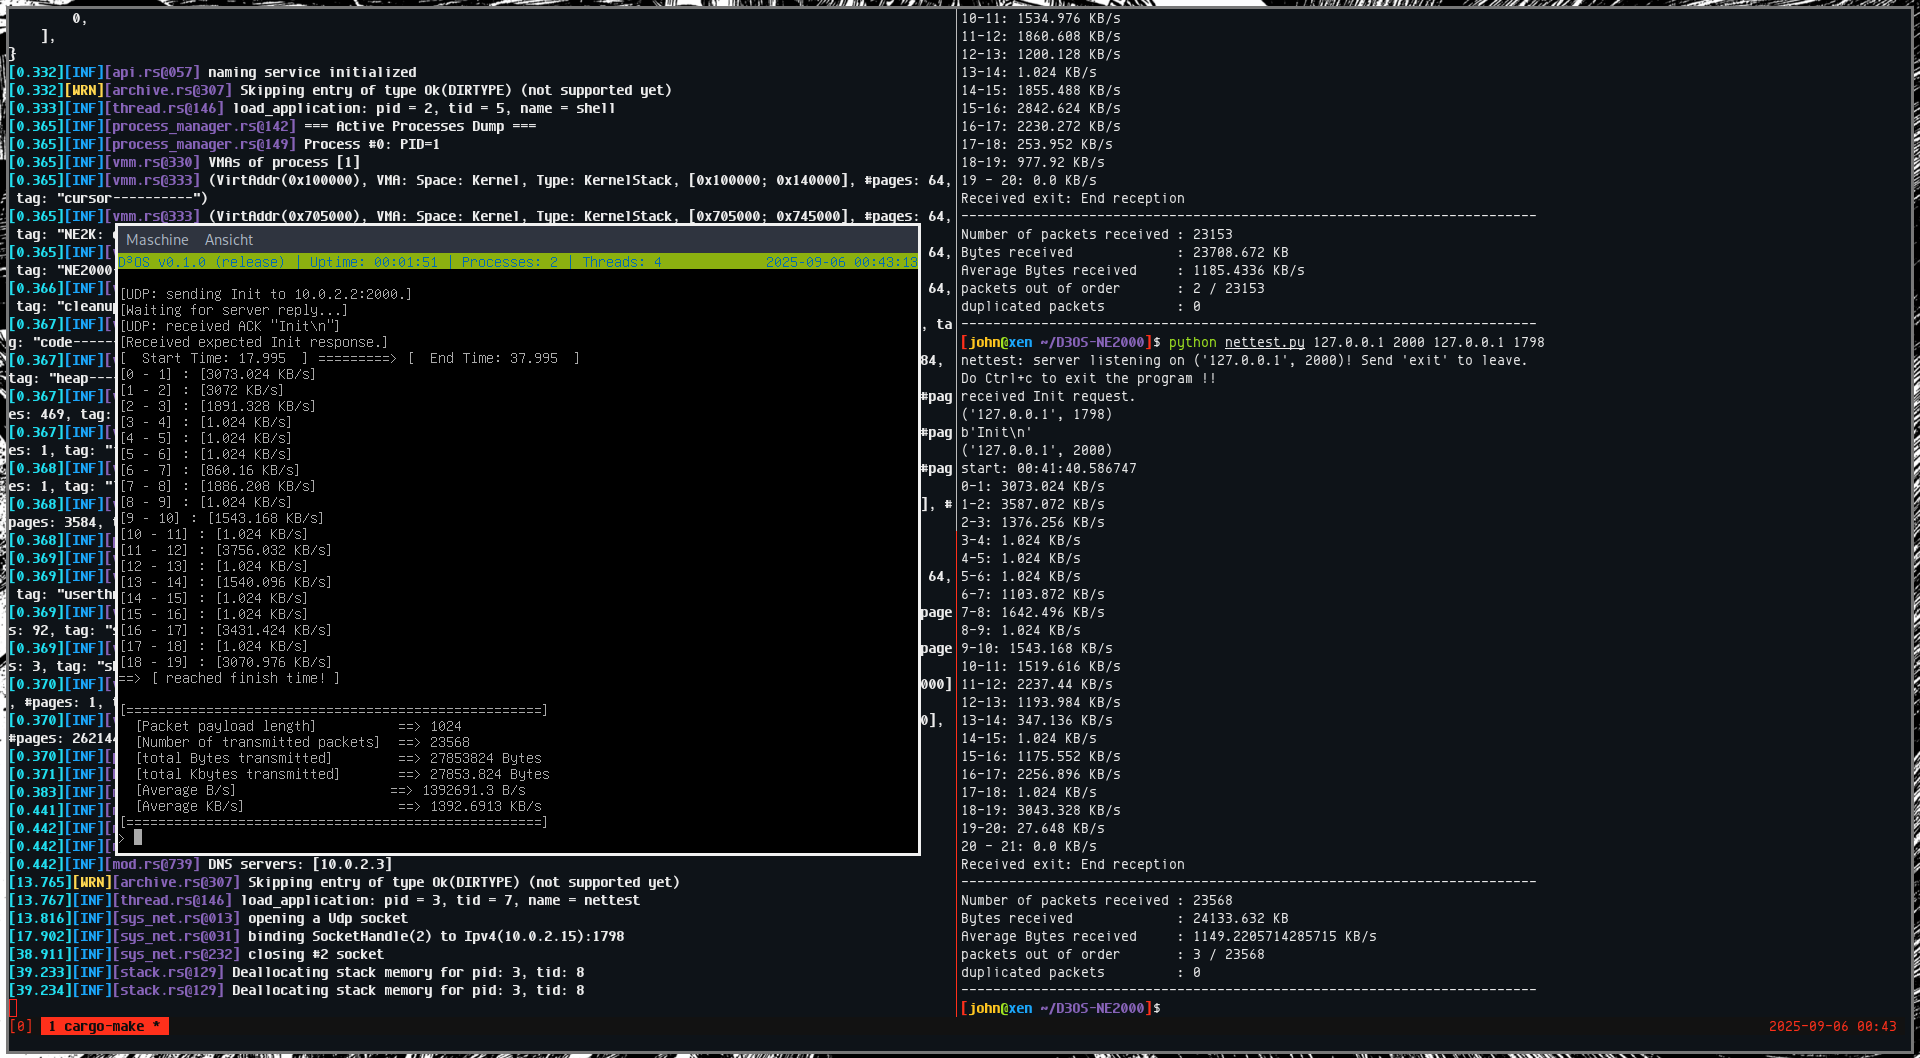 0,
    ],
}
[0.332][INF][api.rs@057] naming service initialized
[0.332][WRN][archive.rs@307] Skipping entry of type Ok(DIRTYPE) (not supported yet)
[0.333][INF][thread.rs@146] load_application: pid = 2, tid = 5, name = shell
[0.365][INF][process_manager.rs@142] === Active Processes Dump ===
[0.365][INF][process_manager.rs@149] Process #0: PID=1
[0.365][INF][vmm.rs@330] VMAs of process [1]
[0.365][INF][vmm.rs@333] (VirtAddr(0x100000), VMA: Space: Kernel, Type: KernelStack, [0x100000; 0x140000], #pages: 64,
 tag: "cursor----------")
[0.365][INF][vmm.rs@333] (VirtAddr(0x705000), VMA: Space: Kernel, Type: KernelStack, [0x705000; 0x745000], #pages: 64,
 tag: "NE2K:
[0.365][INF][ 64,
 tag: "NE2000
[0.366][INF][ 64,
 tag: "cleanu
[0.367][INF][ , ta
g: "code-----
[0.367][INF][ 84,
tag: "heap---
[0.367][INF][ #pag
es: 469, tag:
[0.367][INF][ #pag
es: 1, tag: "
[0.368][INF][ #pag
es: 1, tag: "
[0.368][INF][ ], #
pages: 3584,
[0.368][INF][
[0.369][INF][
[0.369][INF][ 64,
 tag: "userth
[0.369][INF][ page
s: 92, tag: "s
[0.369][INF][ page
s: 3, tag: "s
[0.370][INF][ 000]
, #pages: 1,
[0.370][INF][ 0],
#pages: 26214
[0.370][INF][
[0.371][INF][
[0.383][INF][
[0.441][INF][
[0.442][INF][
[0.442][INF][
[0.442][INF][mod.rs@739] DNS servers: [10.0.2.3]
[13.765][WRN][archive.rs@307] Skipping entry of type Ok(DIRTYPE) (not supported yet)
[13.767][INF][thread.rs@146] load_application: pid = 3, tid = 7, name = nettest
[13.816][INF][sys_net.rs@013] opening a Udp socket
[17.902][INF][sys_net.rs@031] binding SocketHandle(2) to Ipv4(10.0.2.15):1798
[38.911][INF][sys_net.rs@232] closing #2 socket
[39.233][INF][stack.rs@129] Deallocating stack memory for pid: 3, tid: 8
[39.234][INF][stack.rs@129] Deallocating stack memory for pid: 3, tid: 8
Maschine Ansicht
D³OS v0.1.0 (release) | Uptime: 00:01:51 | Processes: 2 | Threads: 4 2025-09-06 00:43:13
[UDP: sending Init to 10.0.2.2:2000.]
[Waiting for server reply...]
[UDP: received ACK "Init\n"]
[Received expected Init response.]
[  Start Time: 17.995  ] =========> [  End Time: 37.995  ]
[0 - 1] : [3073.024 KB/s]
[1 - 2] : [3072 KB/s]
[2 - 3] : [1891.328 KB/s]
[3 - 4] : [1.024 KB/s]
[4 - 5] : [1.024 KB/s]
[5 - 6] : [1.024 KB/s]
[6 - 7] : [860.16 KB/s]
[7 - 8] : [1886.208 KB/s]
[8 - 9] : [1.024 KB/s]
[9 - 10] : [1543.168 KB/s]
[10 - 11] : [1.024 KB/s]
[11 - 12] : [3756.032 KB/s]
[12 - 13] : [1.024 KB/s]
[13 - 14] : [1540.096 KB/s]
[14 - 15] : [1.024 KB/s]
[15 - 16] : [1.024 KB/s]
[16 - 17] : [3431.424 KB/s]
[17 - 18] : [1.024 KB/s]
[18 - 19] : [3070.976 KB/s]
==> [ reached finish time! ]
[====================================================]
  [Packet payload length]          ==> 1024
  [Number of transmitted packets]  ==> 23568
  [total Bytes transmitted]        ==> 27853824 Bytes
  [total Kbytes transmitted]       ==> 27853.824 Bytes
  [Average B/s]                   ==> 1392691.3 B/s
  [Average KB/s]                   ==> 1392.6913 KB/s
[====================================================]
>
10-11: 1534.976 KB/s
11-12: 1860.608 KB/s
12-13: 1200.128 KB/s
13-14: 1.024 KB/s
14-15: 1855.488 KB/s
15-16: 2842.624 KB/s
16-17: 2230.272 KB/s
17-18: 253.952 KB/s
18-19: 977.92 KB/s
19 - 20: 0.0 KB/s
Received exit: End reception
------------------------------------------------------------------------
Number of packets received : 23153
Bytes received             : 23708.672 KB
Average Bytes received     : 1185.4336 KB/s
packets out of order       : 2 / 23153
duplicated packets         : 0
------------------------------------------------------------------------
[john@xen ~/D3OS-NE2000]$ python nettest.py 127.0.0.1 2000 127.0.0.1 1798
nettest: server listening on ('127.0.0.1', 2000)! Send 'exit' to leave.
Do Ctrl+c to exit the program !!
received Init request.
('127.0.0.1', 1798)
b'Init\n'
('127.0.0.1', 2000)
start: 00:41:40.586747
0-1: 3073.024 KB/s
1-2: 3587.072 KB/s
2-3: 1376.256 KB/s
3-4: 1.024 KB/s
4-5: 1.024 KB/s
5-6: 1.024 KB/s
6-7: 1103.872 KB/s
7-8: 1642.496 KB/s
8-9: 1.024 KB/s
9-10: 1543.168 KB/s
10-11: 1519.616 KB/s
11-12: 2237.44 KB/s
12-13: 1193.984 KB/s
13-14: 347.136 KB/s
14-15: 1.024 KB/s
15-16: 1175.552 KB/s
16-17: 2256.896 KB/s
17-18: 1.024 KB/s
18-19: 3043.328 KB/s
19-20: 27.648 KB/s
20 - 21: 0.0 KB/s
Received exit: End reception
------------------------------------------------------------------------
Number of packets received : 23568
Bytes received             : 24133.632 KB
Average Bytes received     : 1149.2205714285715 KB/s
packets out of order       : 3 / 23568
duplicated packets         : 0
------------------------------------------------------------------------
[john@xen ~/D3OS-NE2000]$
[0] 1 cargo-make * 2025-09-06 00:43